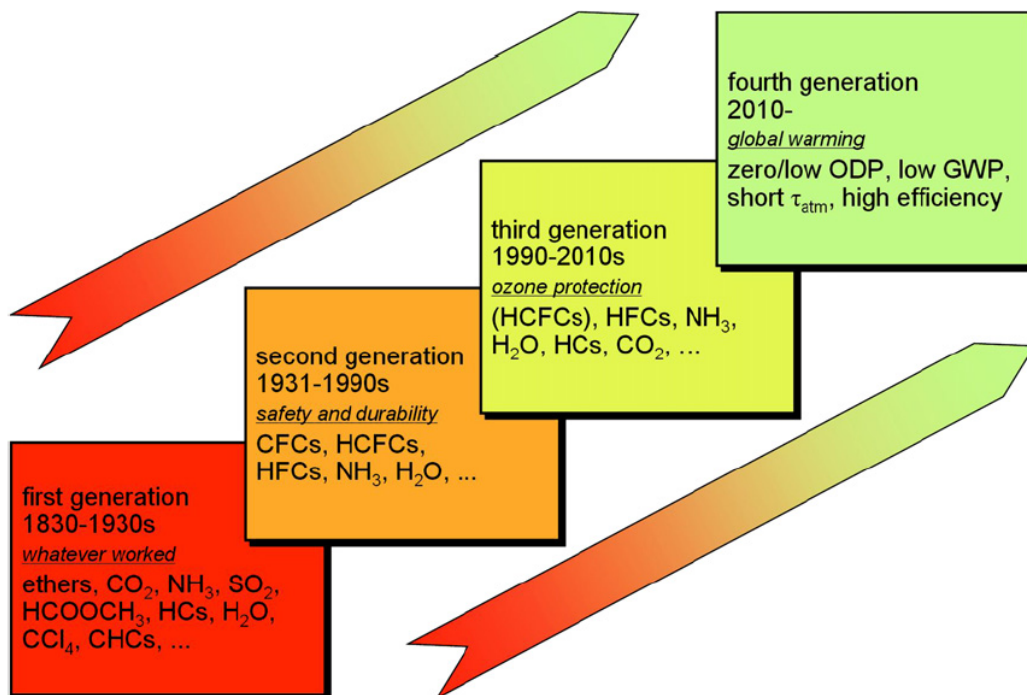 first generation
1830-1930s
whatever worked
ethers, CO₂, NH₃, SO₂,
HCOOCH₃, HCs, H₂O,
CCl₄, CHCs, ...
second generation
1931-1990s
safety and durability
CFCs, HCFCs,
HFCs, NH₃, H₂O, ...
third generation
1990-2010s
ozone protection
(HCFCs), HFCs, NH₃,
H₂O, HCs, CO₂, ...
fourth generation
2010-
global warming
zero/low ODP, low GWP,
short τatm, high efficiency